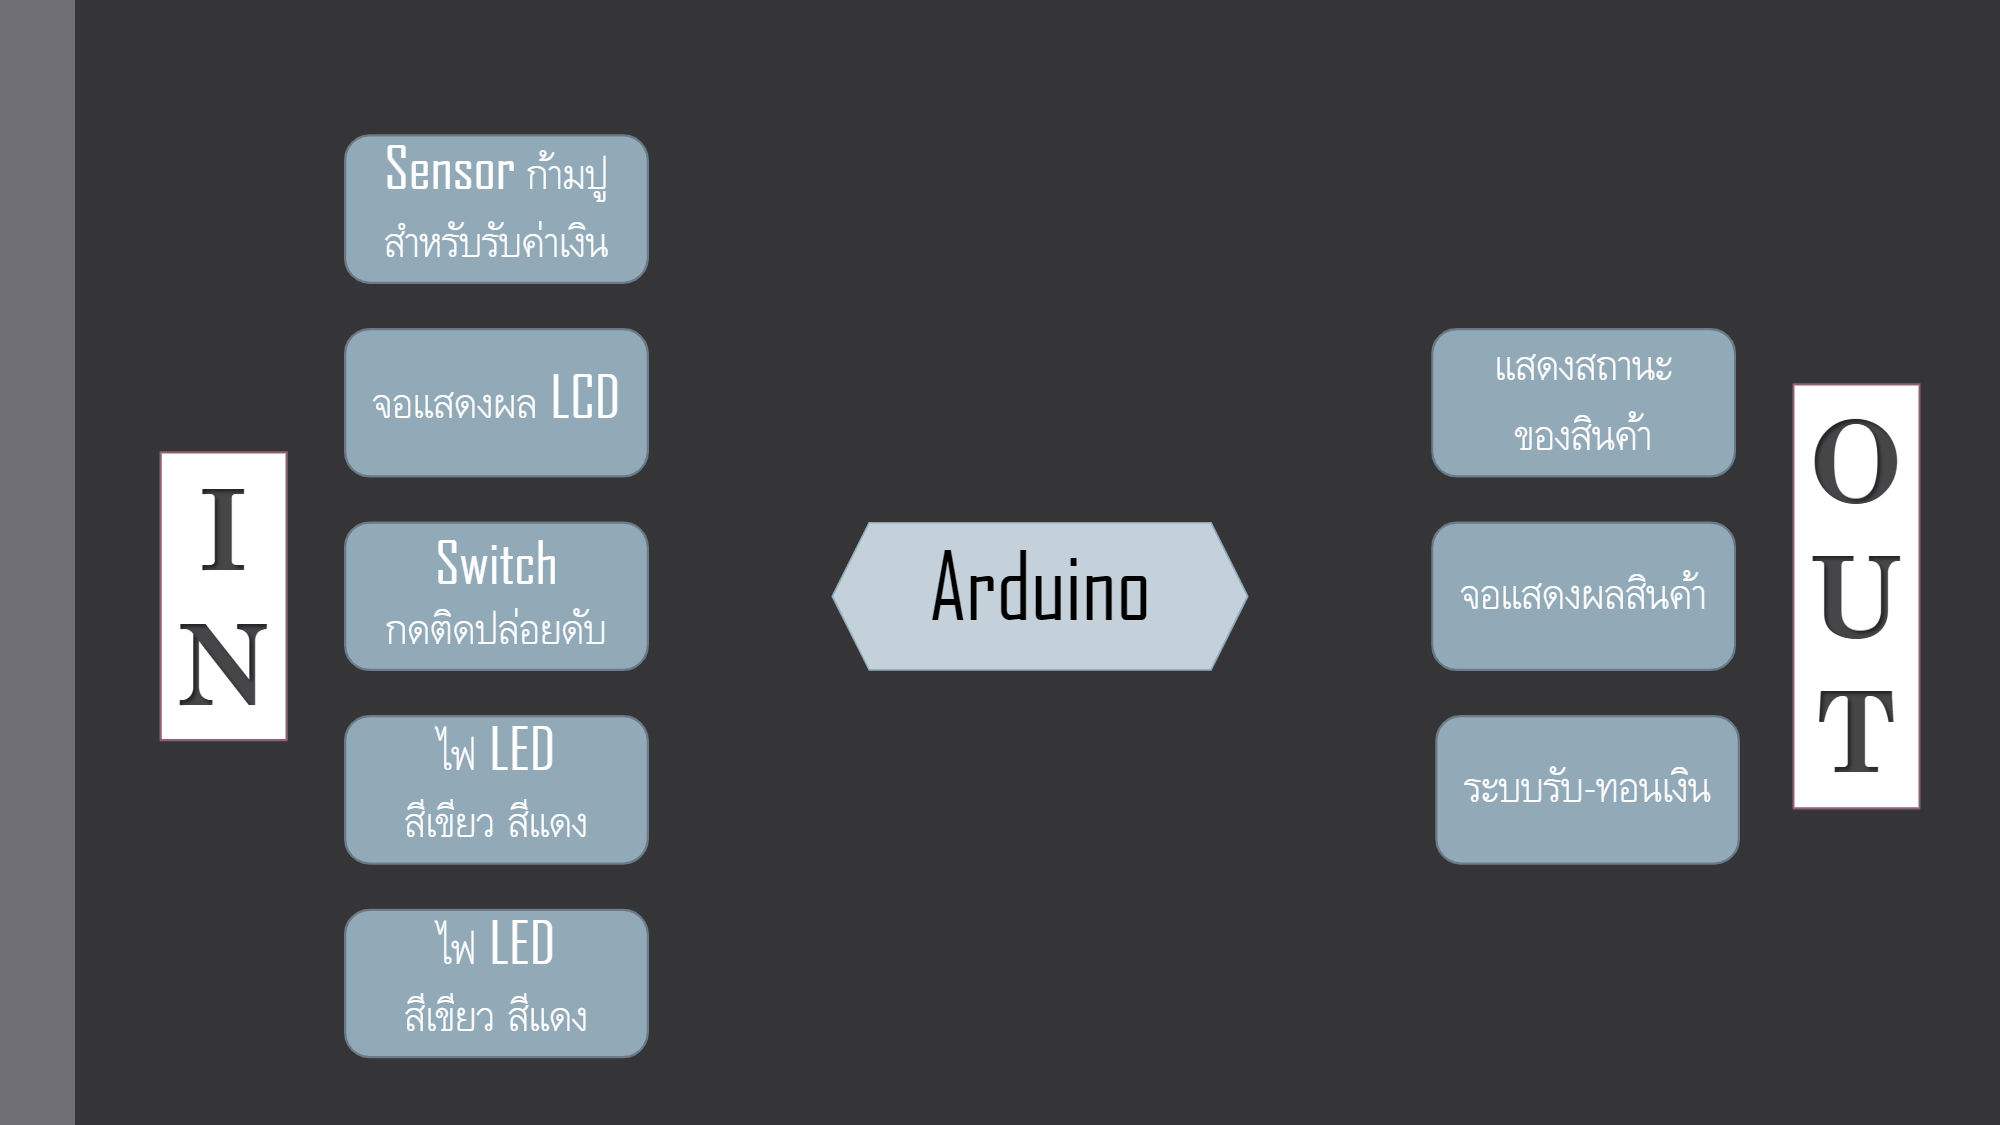 I
N
Sensor ก้ามปู
สำหรับรับค่าเงิน
จอแสดงผล LCD
Switch
กดติดปล่อยดับ
ไฟ LED
สีเขียว สีแดง
ไฟ LED
สีเขียว สีแดง
Arduino
แสดงสถานะ
ของสินค้า
จอแสดงผลสินค้า
ระบบรับ-ทอนเงิน
O
U
T